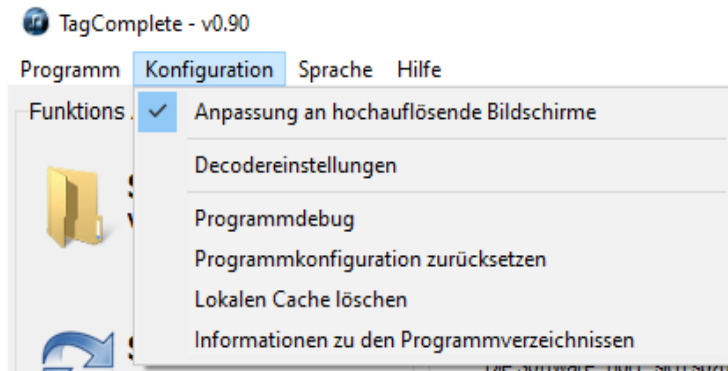 TagComplete - v0.90
Programm Konfiguration Sprache Hilfe
Funktions
Anpassung an hochauflösende Bildschirme
Decodereinstellungen
Programmdebug
Programmkonfiguration zurücksetzen
Lokalen Cache löschen
Informationen zu den Programmverzeichnissen